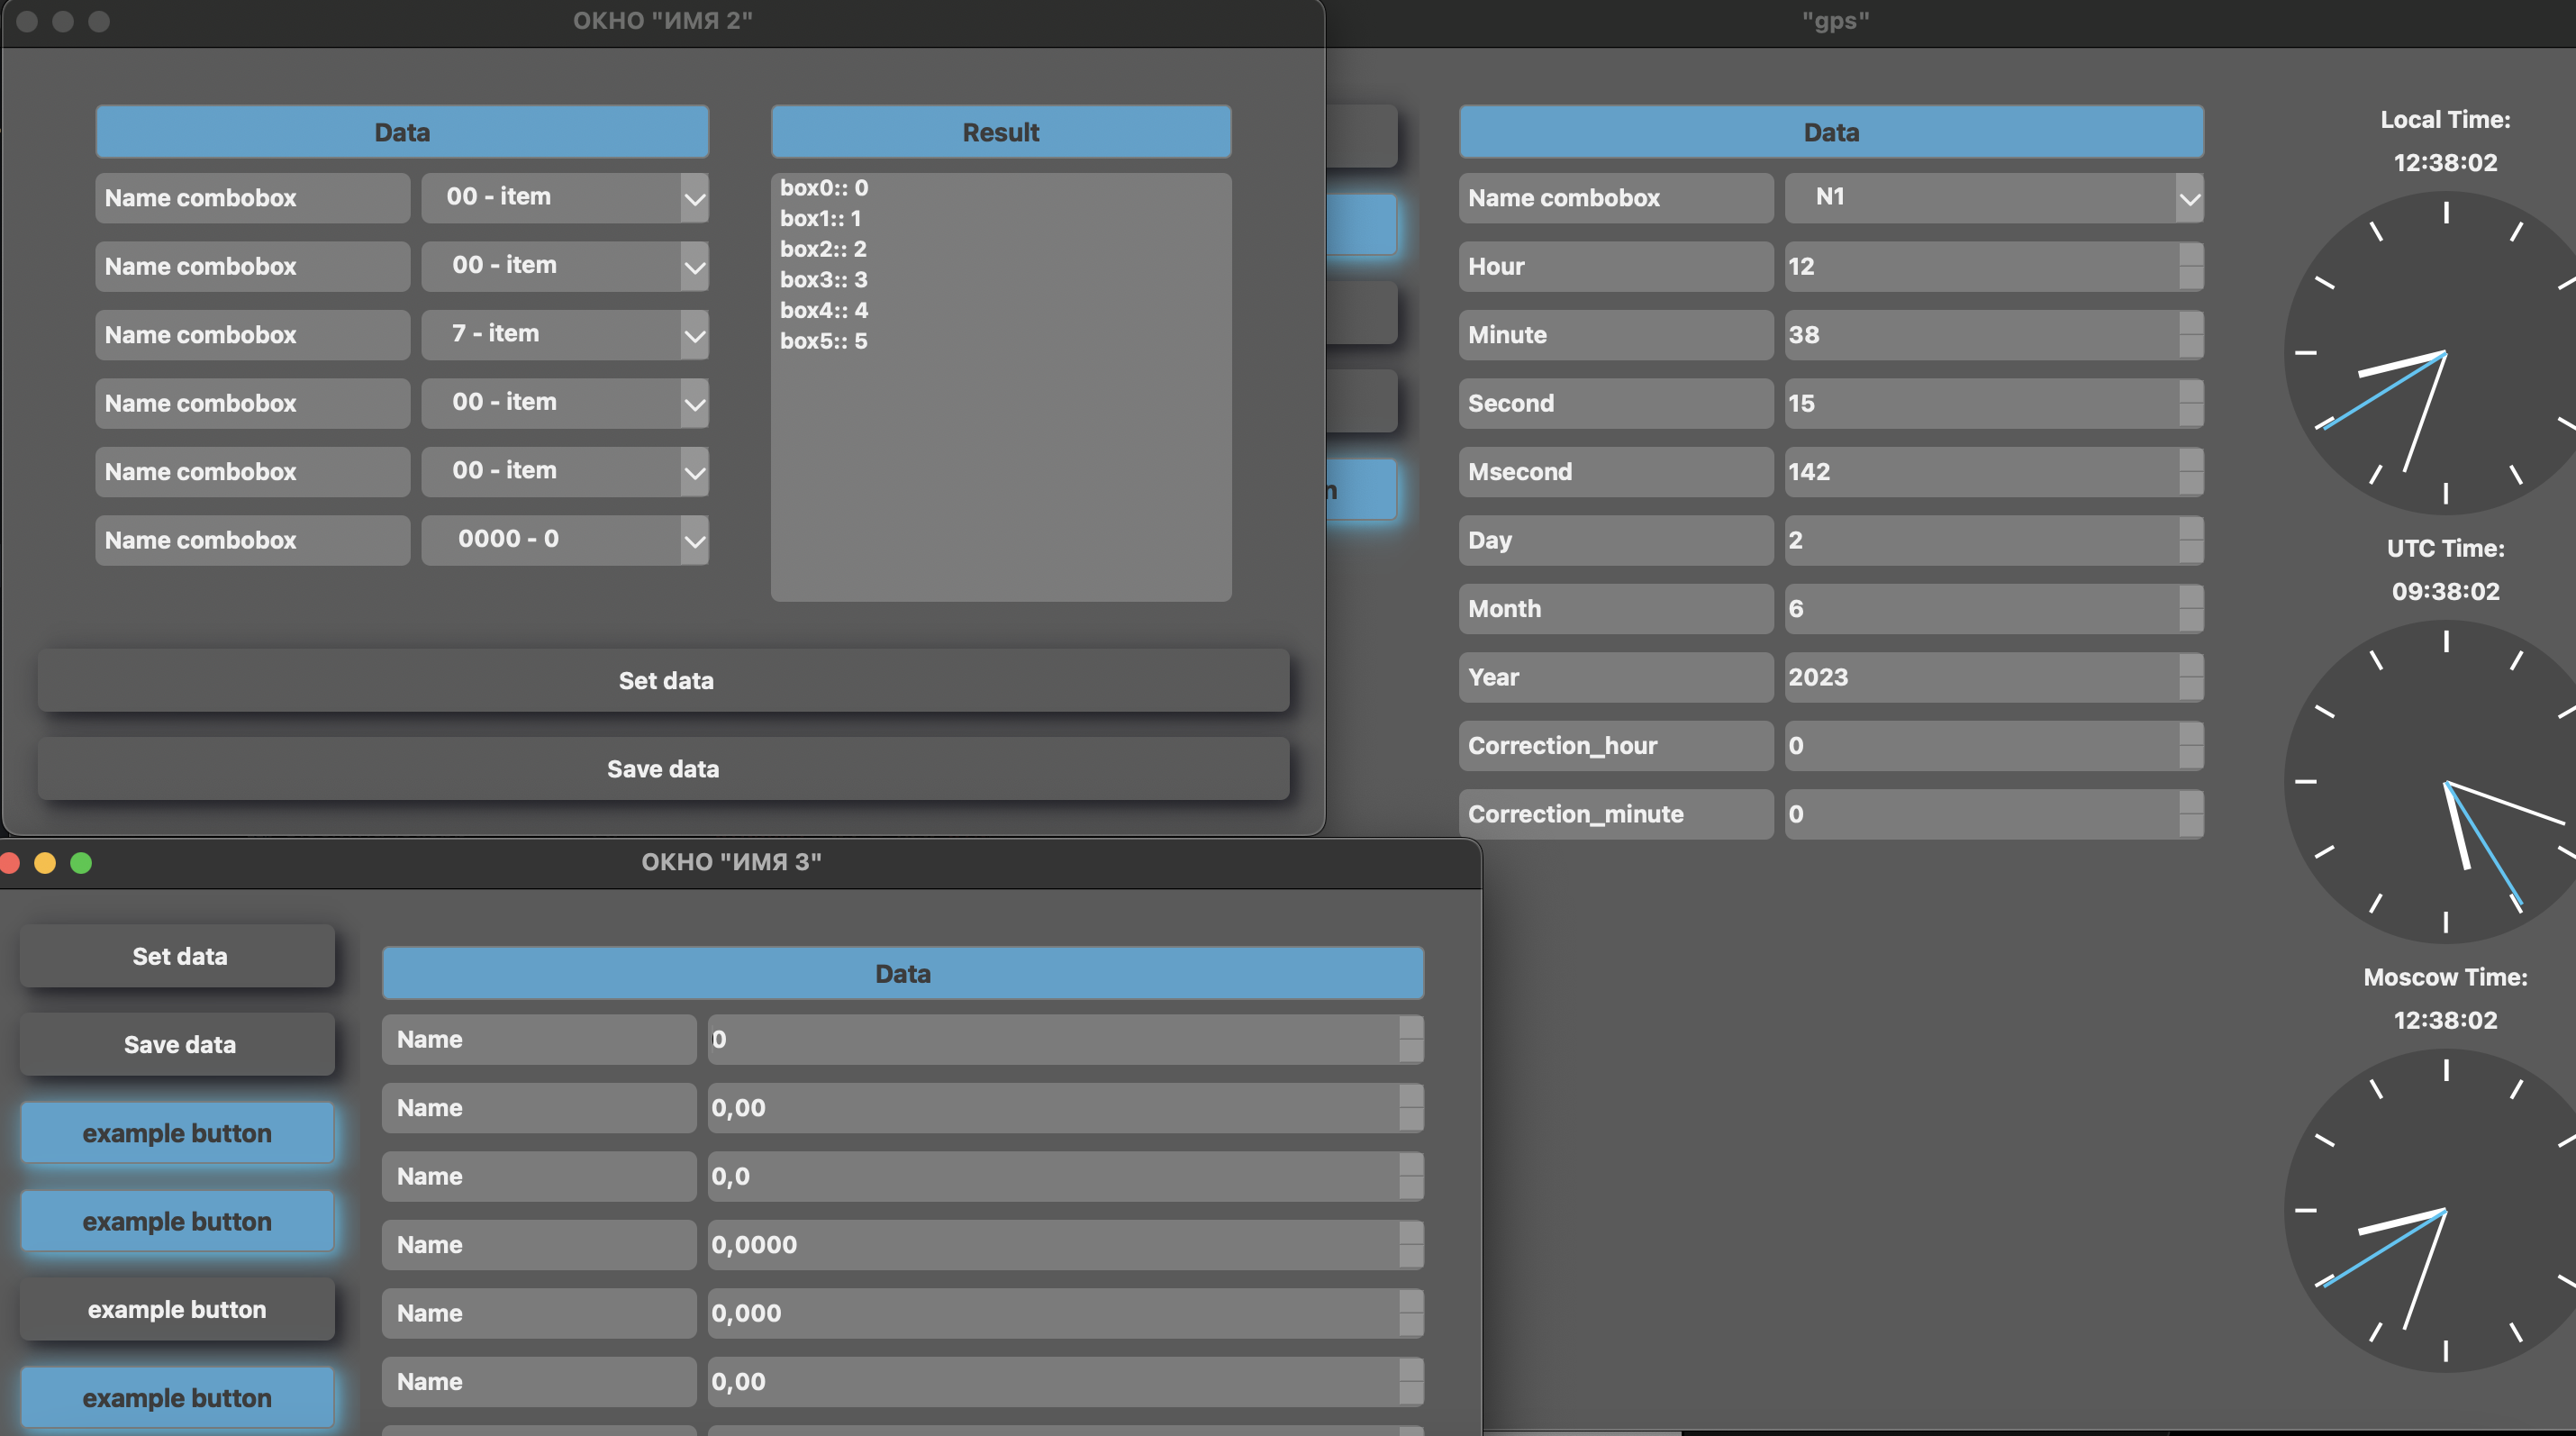 ОКНО "ИМЯ 2"
Data
Result
Name combobox
00 - item
Name combobox
00 - item
Name combobox
7 - item
Name combobox
00 - item
Name combobox
00 - item
Name combobox
0000 - 0
box0:: 0
box1:: 1
box2:: 2
box3:: 3
box4:: 4
box5:: 5
Set data
Save data
"gps"
n
Data
Name combobox
N1
Hour
12
Minute
38
Second
15
Msecond
142
Day
2
Month
6
Year
2023
Correction_hour
0
Correction_minute
0
Local Time:
12:38:02
UTC Time:
09:38:02
Moscow Time:
12:38:02
ОКНО "ИМЯ 3"
Set data
Save data
example button
example button
example button
example button
Data
Name
0
Name
0,00
Name
0,0
Name
0,0000
Name
0,000
Name
0,00